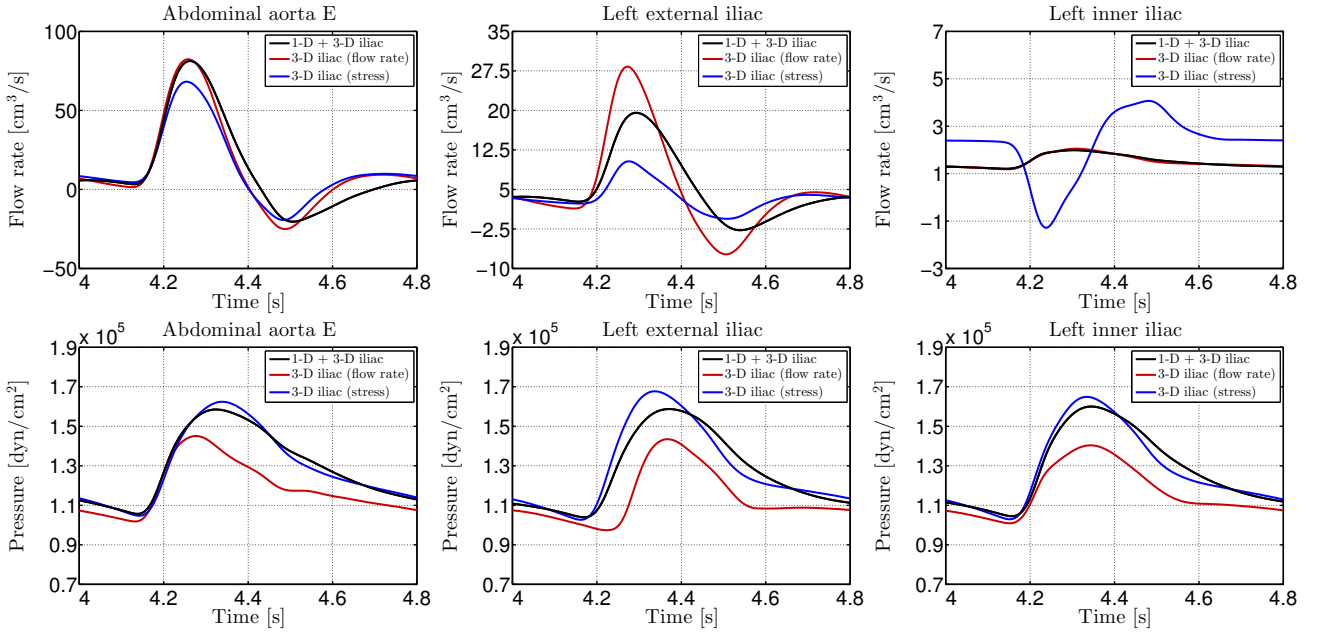 Abdominal aorta E
Flow rate [cm³/s]
100
50
0
−50
1-D + 3-D iliac
3-D iliac (flow rate)
3-D iliac (stress)
4 4.2 4.4 4.6 4.8
Time [s]
Left external iliac
Flow rate [cm³/s]
35
27.5
20
12.5
5
−2.5
−10
1-D + 3-D iliac
3-D iliac (flow rate)
3-D iliac (stress)
4 4.2 4.4 4.6 4.8
Time [s]
Left inner iliac
Flow rate [cm³/s]
7
5
3
1
−1
−3
1-D + 3-D iliac
3-D iliac (flow rate)
3-D iliac (stress)
4 4.2 4.4 4.6 4.8
Time [s]
Abdominal aorta E
x 10⁵
Pressure [dyn/cm²]
1.9
1.7
1.5
1.3
1.1
0.9
0.7
1-D + 3-D iliac
3-D iliac (flow rate)
3-D iliac (stress)
4 4.2 4.4 4.6 4.8
Time [s]
Left external iliac
x 10⁵
Pressure [dyn/cm²]
1.9
1.7
1.5
1.3
1.1
0.9
0.7
1-D + 3-D iliac
3-D iliac (flow rate)
3-D iliac (stress)
4 4.2 4.4 4.6 4.8
Time [s]
Left inner iliac
x 10⁵
Pressure [dyn/cm²]
1.9
1.7
1.5
1.3
1.1
0.9
0.7
1-D + 3-D iliac
3-D iliac (flow rate)
3-D iliac (stress)
4 4.2 4.4 4.6 4.8
Time [s]